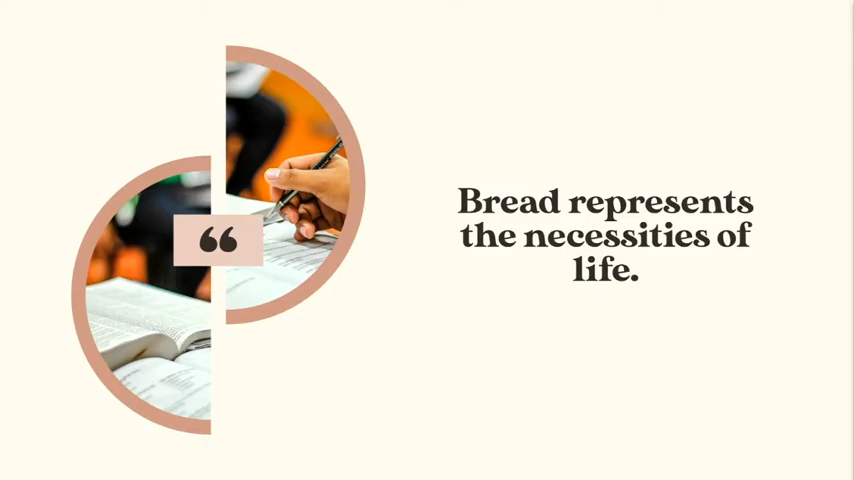 “
Bread represents
the necessities of
life.